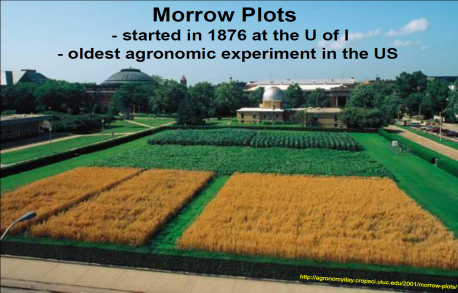 Morrow Plots
- started in 1876 at the U of I
- oldest agronomic experiment in the US
http://agronomyday.cropsci.uiuc.edu/2001/morrow-plots/